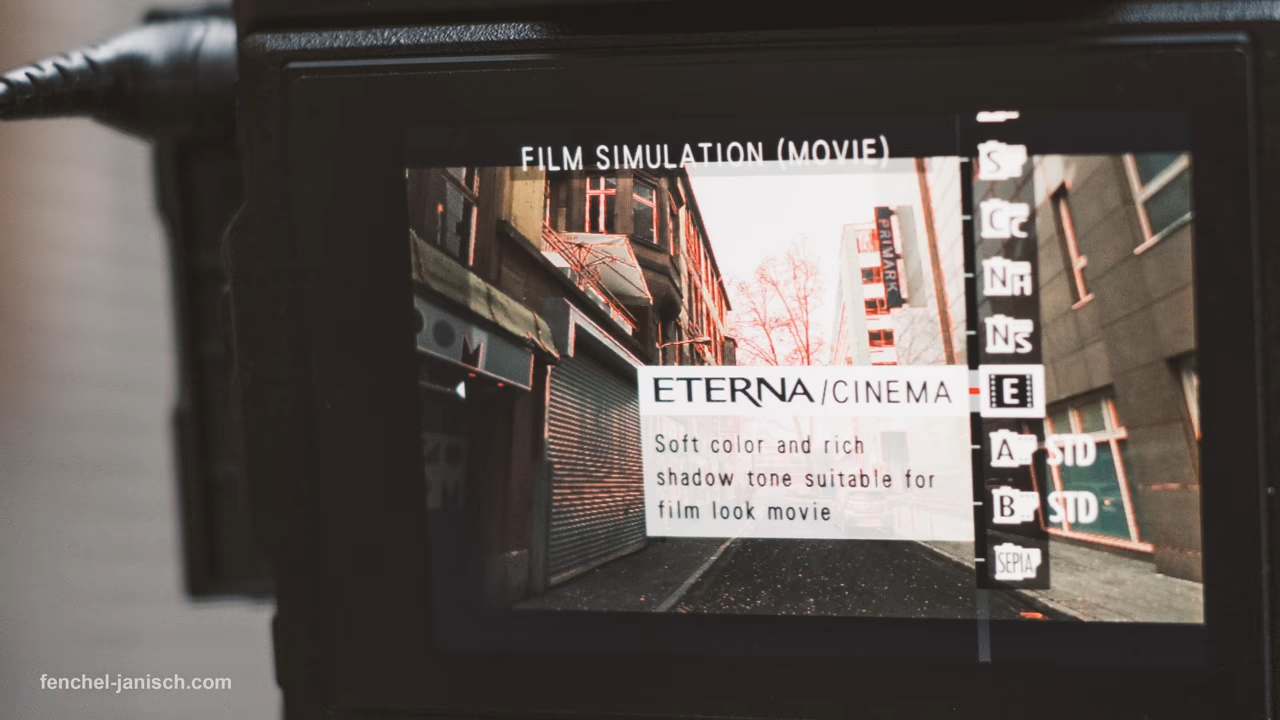 FILM SIMULATION (MOVIE)
S
Cc
NH
NS
PRIMARK
OOM
ETERNA/CINEMA
E
Soft color and rich
shadow tone suitable for
film look movie
A STD
B STD
SEPIA
fenchel-janisch.com